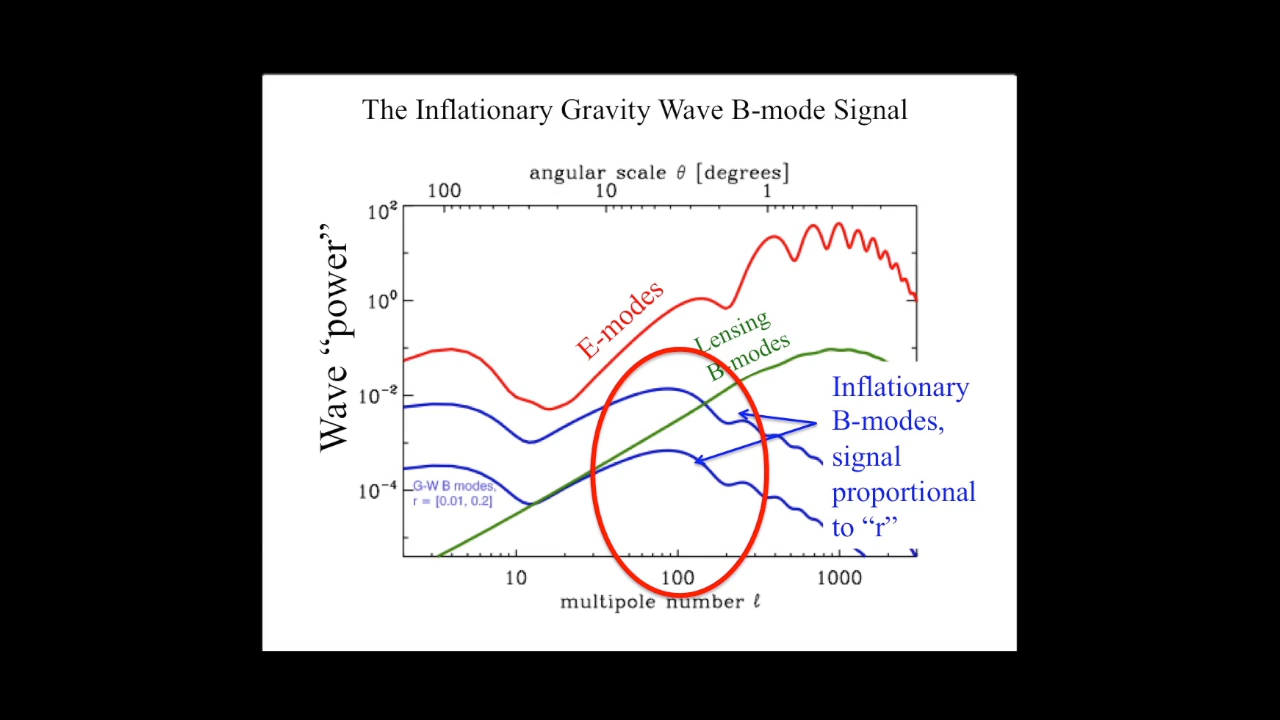 The Inflationary Gravity Wave B-mode Signal
angular scale θ [degrees]
100 10 1
Wave “power”
10²
10⁰
10⁻²
10⁻⁴
E-modes
Lensing
B-modes
Inflationary
B-modes,
signal
proportional
to “r”
G-W B modes,
r = [0.01, 0.2]
10 100 1000
multipole number ℓ